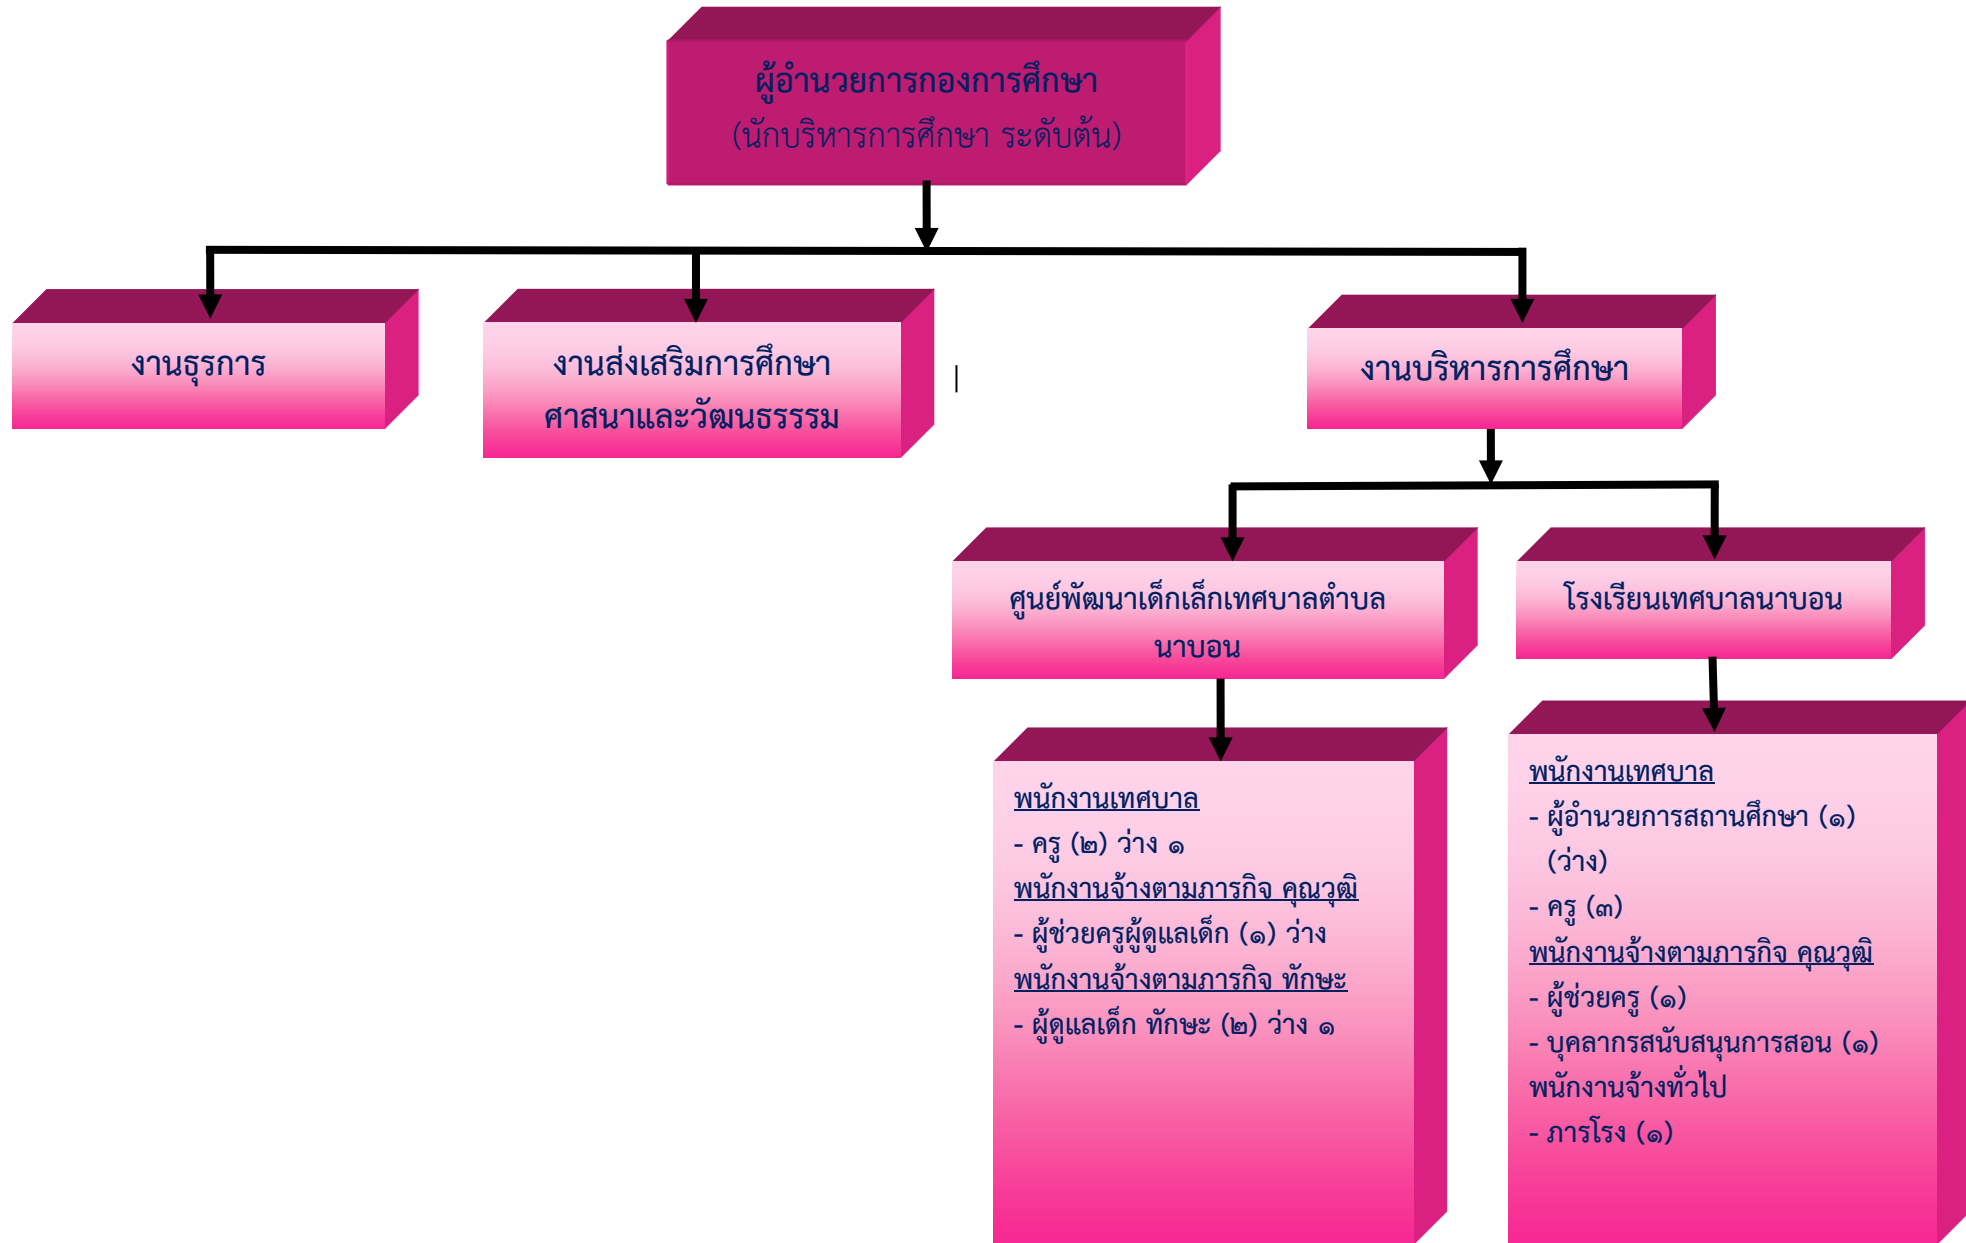 ผู้อำนวยการกองการศึกษา
(นักบริหารการศึกษา ระดับต้น)
งานธุรการ
งานส่งเสริมการศึกษา
ศาสนาและวัฒนธรรรม
งานบริหารการศึกษา
ศูนย์พัฒนาเด็กเล็กเทศบาลตำบล
นาบอน
โรงเรียนเทศบาลนาบอน
พนักงานเทศบาล
- ครู (๒) ว่าง ๑
พนักงานจ้างตามภารกิจ คุณวุฒิ
- ผู้ช่วยครูผู้ดูแลเด็ก (๑) ว่าง
พนักงานจ้างตามภารกิจ ทักษะ
- ผู้ดูแลเด็ก ทักษะ (๒) ว่าง ๑
พนักงานเทศบาล
- ผู้อำนวยการสถานศึกษา (๑)
(ว่าง)
- ครู (๓)
พนักงานจ้างตามภารกิจ คุณวุฒิ
- ผู้ช่วยครู (๑)
- บุคลากรสนับสนุนการสอน (๑)
พนักงานจ้างทั่วไป
- ภารโรง (๑)